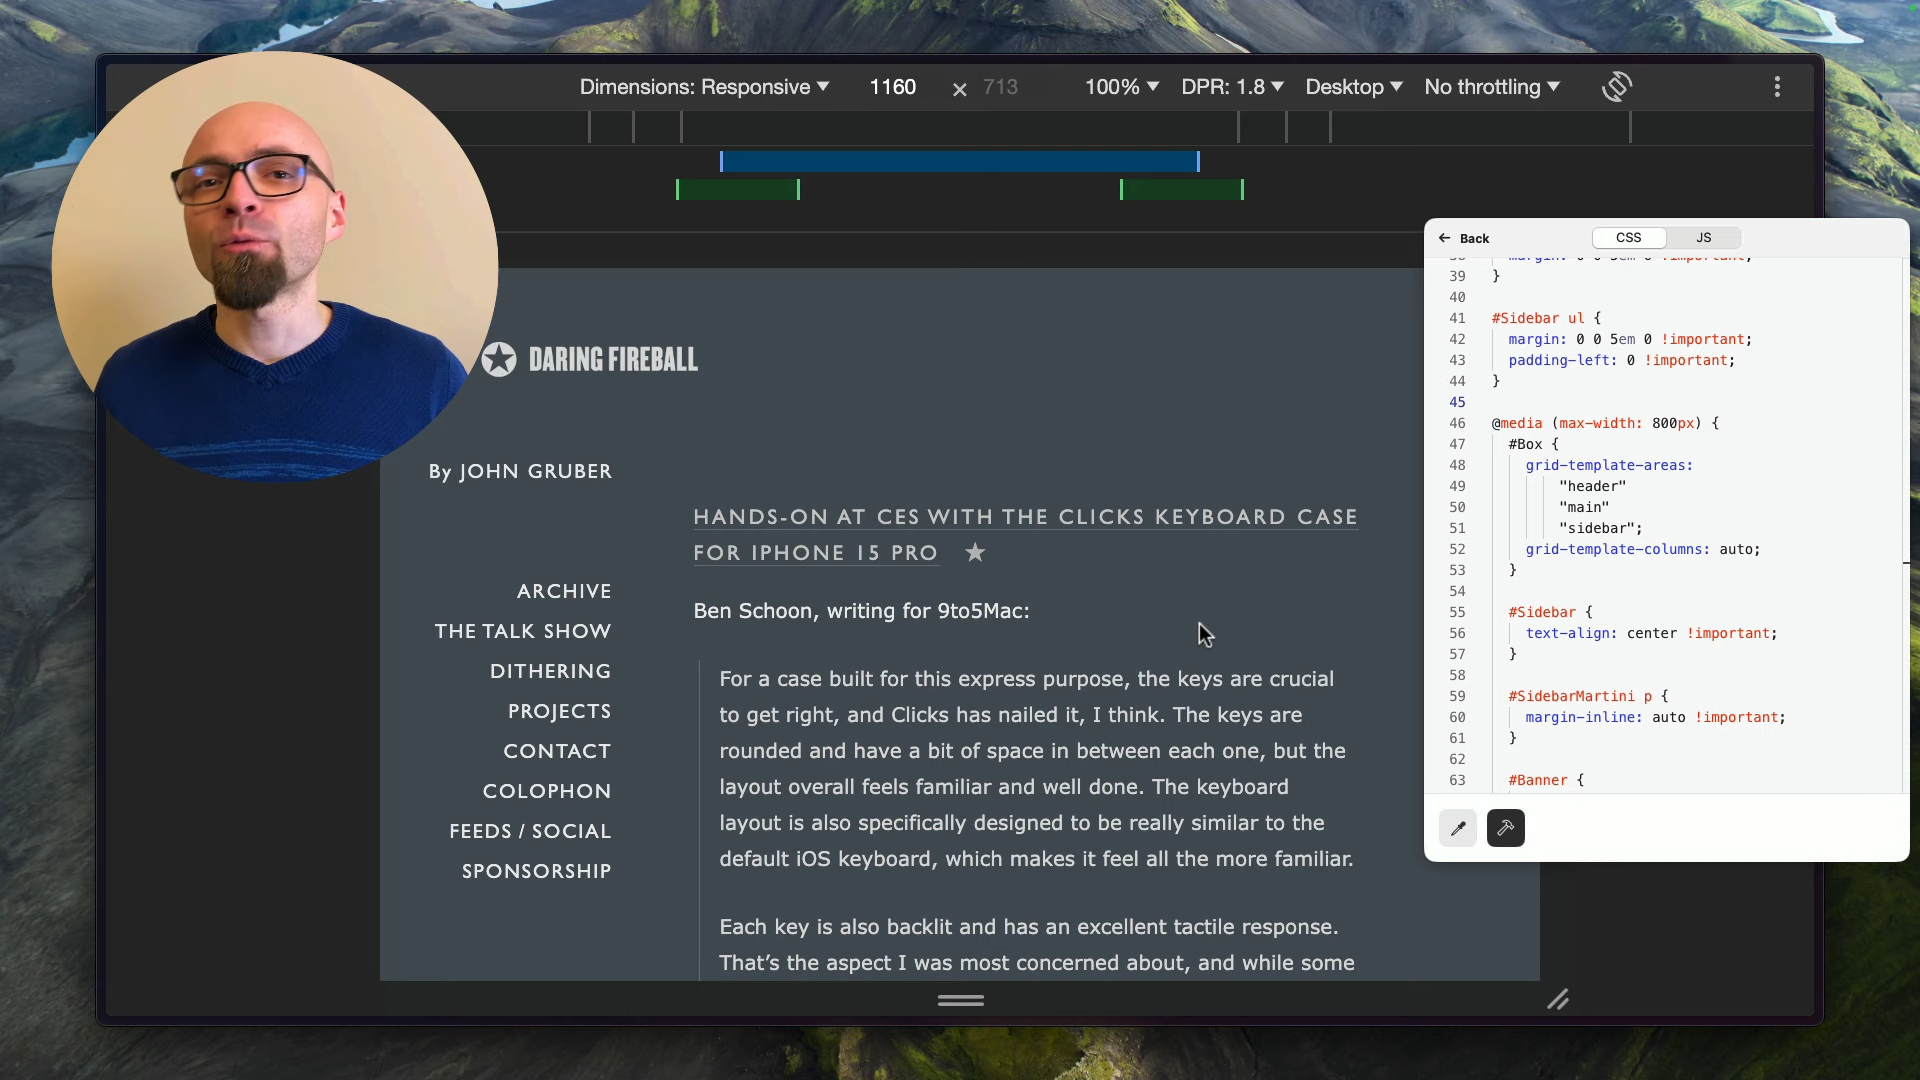 Dimensions: Responsive 1160 × 713 100% DPR: 1.8 Desktop No throttling
DARING FIREBALL
By JOHN GRUBER
ARCHIVE
THE TALK SHOW
DITHERING
PROJECTS
CONTACT
COLOPHON
FEEDS / SOCIAL
SPONSORSHIP
HANDS-ON AT CES WITH THE CLICKS KEYBOARD CASE
FOR IPHONE 15 PRO ★
Ben Schoon, writing for 9to5Mac:
For a case built for this express purpose, the keys are crucial
to get right, and Clicks has nailed it, I think. The keys are
rounded and have a bit of space in between each one, but the
layout overall feels familiar and well done. The keyboard
layout is also specifically designed to be really similar to the
default iOS keyboard, which makes it feel all the more familiar.
Each key is also backlit and has an excellent tactile response.
That’s the aspect I was most concerned about, and while some
Back CSS JS
38 margin: 0 0 5em 0 !important;
39 }
40
41 #Sidebar ul {
42 margin: 0 0 5em 0 !important;
43 padding-left: 0 !important;
44 }
45
46 @media (max-width: 800px) {
47 #Box {
48 grid-template-areas:
49 "header"
50 "main"
51 "sidebar";
52 grid-template-columns: auto;
53 }
54
55 #Sidebar {
56 text-align: center !important;
57 }
58
59 #SidebarMartini p {
60 margin-inline: auto !important;
61 }
62
63 #Banner {